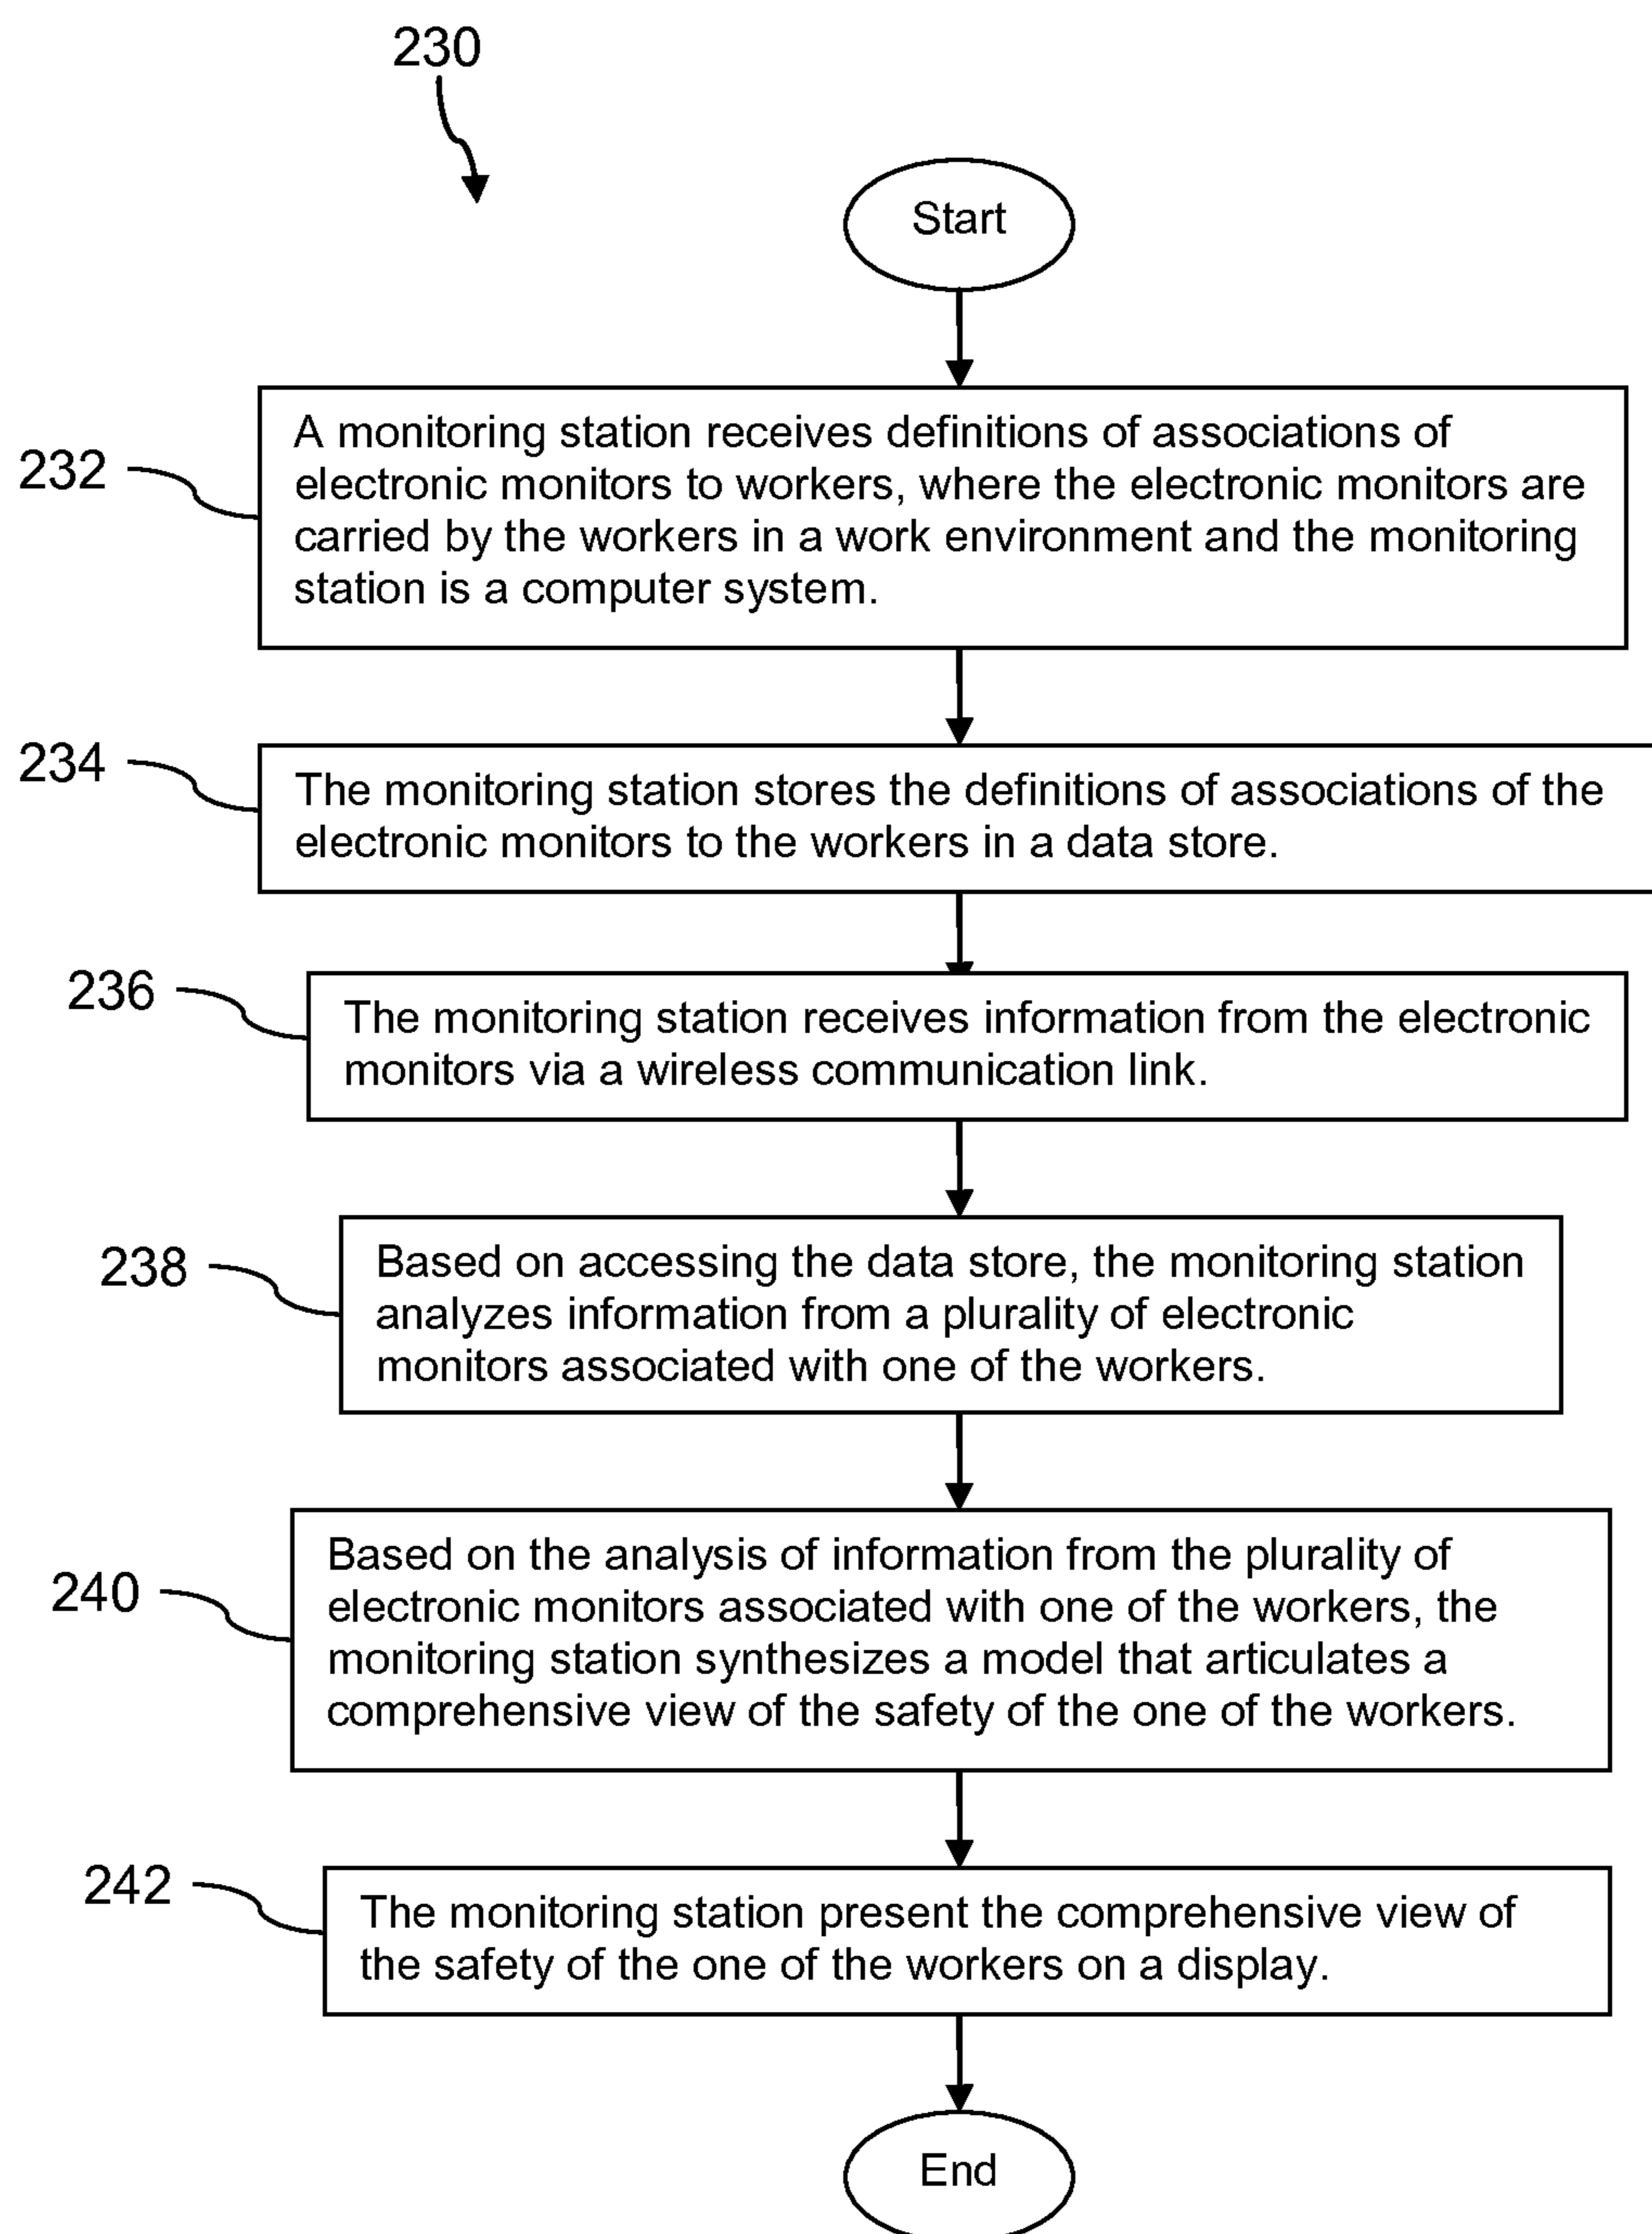 230
Start
232
A monitoring station receives definitions of associations of
electronic monitors to workers, where the electronic monitors are
carried by the workers in a work environment and the monitoring
station is a computer system.
234
The monitoring station stores the definitions of associations of the
electronic monitors to the workers in a data store.
236
The monitoring station receives information from the electronic
monitors via a wireless communication link.
238
Based on accessing the data store, the monitoring station
analyzes information from a plurality of electronic
monitors associated with one of the workers.
240
Based on the analysis of information from the plurality of
electronic monitors associated with one of the workers, the
monitoring station synthesizes a model that articulates a
comprehensive view of the safety of the one of the workers.
242
The monitoring station present the comprehensive view of
the safety of the one of the workers on a display.
End